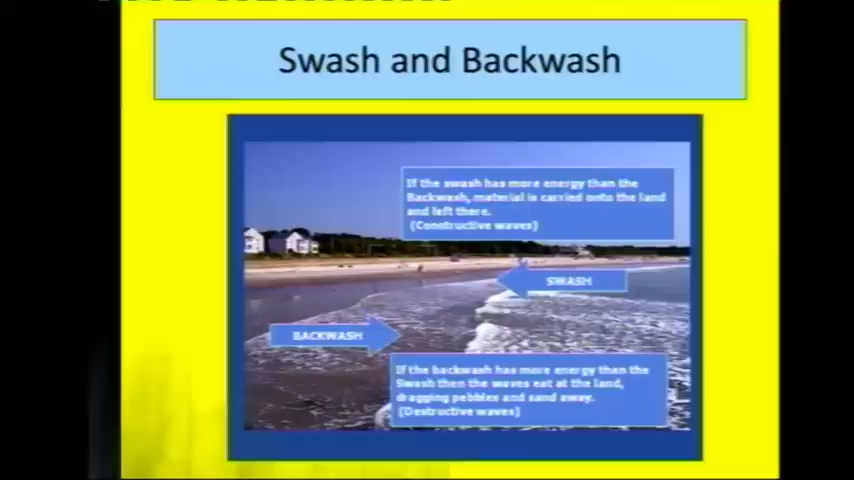 Swash and Backwash
If the swash has more energy than the
Backwash, material is carried onto the land
and left there.
(Constructive waves)
SWASH
BACKWASH
If the backwash has more energy than the
Swash then the waves eat at the land,
dragging pebbles and sand away.
(Destructive waves)